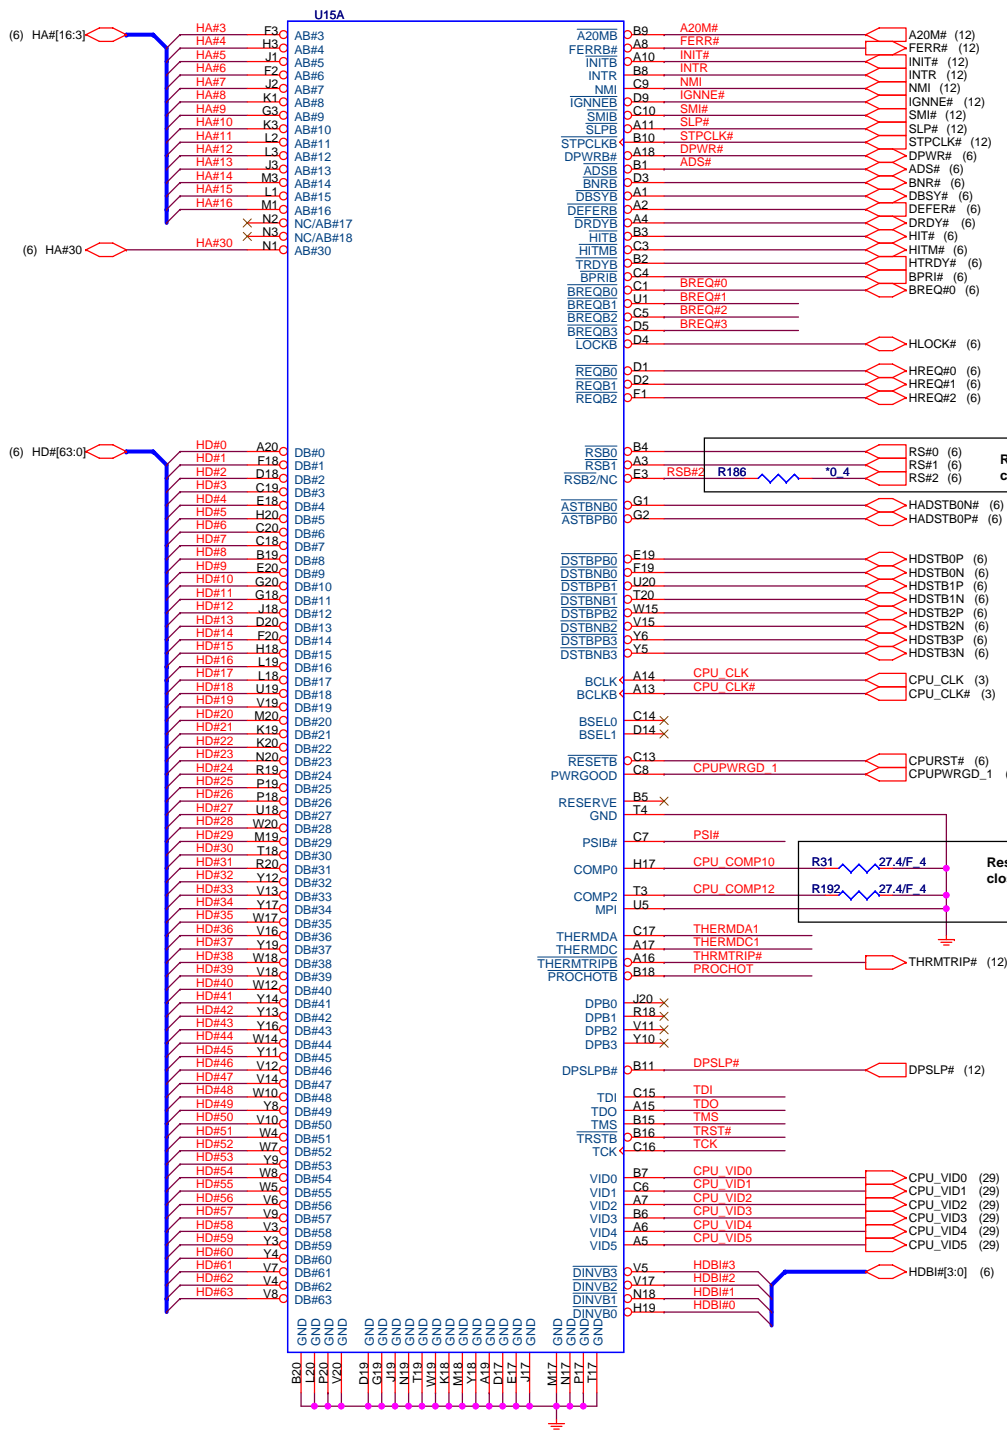 U15A
(6) HA#[16:3]
HA#3 F3 AB#3
HA#4 H3 AB#4
HA#5 J1 AB#5
HA#6 F2 AB#6
HA#7 J2 AB#7
HA#8 K1 AB#8
HA#9 G3 AB#9
HA#10 K3 AB#10
HA#11 L2 AB#11
HA#12 L3 AB#12
HA#13 J3 AB#13
HA#14 M3 AB#14
HA#15 L1 AB#15
HA#16 M1 AB#16
N2 NC/AB#17
N3 NC/AB#18
(6) HA#30 HA#30 N1 AB#30
(6) HD#[63:0]
HD#0 A20 DB#0
HD#1 F18 DB#1
HD#2 D18 DB#2
HD#3 C19 DB#3
HD#4 E18 DB#4
HD#5 H20 DB#5
HD#6 C20 DB#6
HD#7 C18 DB#7
HD#8 B19 DB#8
HD#9 E20 DB#9
HD#10 G20 DB#10
HD#11 G18 DB#11
HD#12 J18 DB#12
HD#13 D20 DB#13
HD#14 F20 DB#14
HD#15 H18 DB#15
HD#16 L19 DB#16
HD#17 L18 DB#17
HD#18 U19 DB#18
HD#19 V19 DB#19
HD#20 M20 DB#20
HD#21 K19 DB#21
HD#22 K20 DB#22
HD#23 N20 DB#23
HD#24 R19 DB#24
HD#25 P19 DB#25
HD#26 P18 DB#26
HD#27 U18 DB#27
HD#28 W20 DB#28
HD#29 M19 DB#29
HD#30 T18 DB#30
HD#31 R20 DB#31
HD#32 Y12 DB#32
HD#33 V13 DB#33
HD#34 Y17 DB#34
HD#35 W17 DB#35
HD#36 V16 DB#36
HD#37 Y19 DB#37
HD#38 W18 DB#38
HD#39 V18 DB#39
HD#40 W12 DB#40
HD#41 Y14 DB#41
HD#42 Y13 DB#42
HD#43 Y16 DB#43
HD#44 W14 DB#44
HD#45 Y11 DB#45
HD#46 V12 DB#46
HD#47 V14 DB#47
HD#48 W10 DB#48
HD#49 Y8 DB#49
HD#50 V10 DB#50
HD#51 W4 DB#51
HD#52 W7 DB#52
HD#53 Y9 DB#53
HD#54 W8 DB#54
HD#55 W5 DB#55
HD#56 V6 DB#56
HD#57 V9 DB#57
HD#58 V3 DB#58
HD#59 Y3 DB#59
HD#60 Y4 DB#60
HD#61 V7 DB#61
HD#62 V4 DB#62
HD#63 V8 DB#63
A20MB B9 A20M# A20M# (12)
FERRB# A8 FERR# FERR# (12)
INITB A10 INIT# INIT# (12)
INTR B8 INTR INTR (12)
NMI C9 NMI NMI (12)
IGNNEB D9 IGNNE# IGNNE# (12)
SMIB C10 SMI# SMI# (12)
SLPB A11 SLP# SLP# (12)
STPCLKB B10 STPCLK# STPCLK# (12)
DPWRB# A18 DPWR# DPWR# (6)
ADSB B1 ADS# ADS# (6)
BNRB D3 BNR# (6)
DBSYB A1 DBSY# (6)
DEFERB A2 DEFER# (6)
DRDYB A4 DRDY# (6)
HITB B3 HIT# (6)
HITMB C3 HITM# (6)
TRDYB B2 HTRDY# (6)
BPRIB C4 BPRI# (6)
BREQB0 C1 BREQ#0 BREQ#0 (6)
BREQB1 U1 BREQ#1
BREQB2 C5 BREQ#2
BREQB3 D5 BREQ#3
LOCKB D4 HLOCK# (6)
REQB0 D1 HREQ#0 (6)
REQB1 D2 HREQ#1 (6)
REQB2 F1 HREQ#2 (6)
RSB0 B4 RS#0 (6)
RSB1 A3 RS#1 (6)
RSB2/NC E3 RSB#2 R186 *0_4 RS#2 (6)
ASTBNB0 G1 HADSTB0N# (6)
ASTBPB0 G2 HADSTB0P# (6)
DSTBPB0 E19 HDSTB0P (6)
DSTBNB0 F19 HDSTB0N (6)
DSTBPB1 U20 HDSTB1P (6)
DSTBNB1 T20 HDSTB1N (6)
DSTBPB2 W15 HDSTB2P (6)
DSTBNB2 V15 HDSTB2N (6)
DSTBPB3 Y6 HDSTB3P (6)
DSTBNB3 Y5 HDSTB3N (6)
BCLK A14 CPU_CLK CPU_CLK (3)
BCLKB A13 CPU_CLK# CPU_CLK# (3)
BSEL0 C14
BSEL1 D14
RESETB C13 CPURST# (6)
PWRGOOD C8 CPUPWRGD_1 CPUPWRGD_1
RESERVE B5
GND T4
PSIB# C7 PSI#
COMP0 H17 CPU_COMP10 R31 27.4/F_4
COMP2 T3 CPU_COMP12 R192 27.4/F_4
MPI U5
THERMDA C17 THERMDA1
THERMDC A17 THERMDC1
THERMTRIPB A16 THRMTRIP# THRMTRIP# (12)
PROCHOTB B18 PROCHOT
DPB0 J20
DPB1 R18
DPB2 V11
DPB3 Y10
DPSLPB# B11 DPSLP# DPSLP# (12)
TDI C15 TDI
TDO A15 TDO
TMS B15 TMS
TRSTB B16 TRST#
TCK C16 TCK
VID0 B7 CPU_VID0 CPU_VID0 (29)
VID1 C6 CPU_VID1 CPU_VID1 (29)
VID2 A7 CPU_VID2 CPU_VID2 (29)
VID3 B6 CPU_VID3 CPU_VID3 (29)
VID4 A6 CPU_VID4 CPU_VID4 (29)
VID5 A5 CPU_VID5 CPU_VID5 (29)
DINVB3 V5 HDBI#3 HDBI#[3:0] (6)
DINVB2 V17 HDBI#2
DINVB1 N18 HDBI#1
DINVB0 H19 HDBI#0
GND GND GND GND GND GND GND GND GND GND GND GND GND GND GND GND GND GND GND GND GND
B20 L20 P20 V20 D19 G19 J19 N19 T19 W19 K18 M18 Y18 A19 D17 E17 J17 M17 N17 P17 T17